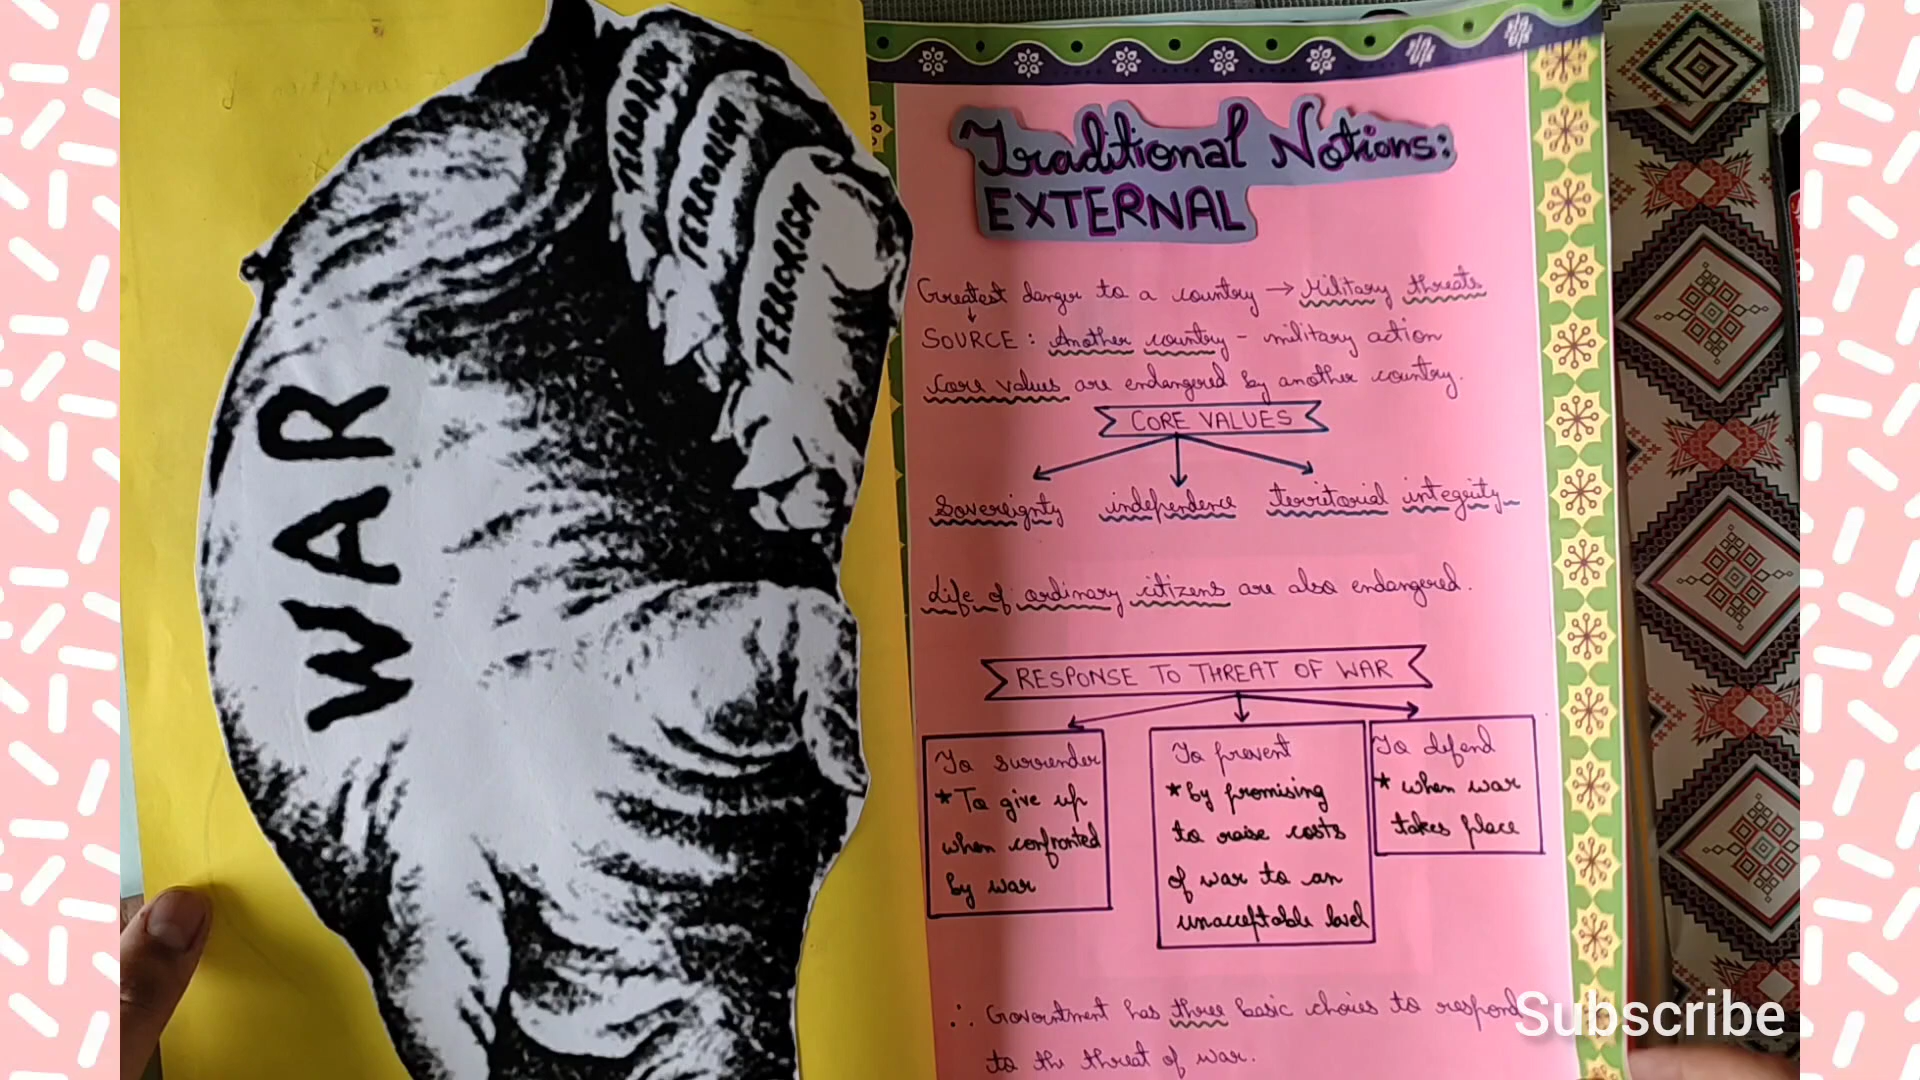 WAR
TERRORISM
TERRORISM
TERRORISM
Traditional Notions:
EXTERNAL
Greatest danger to a country → Military threats
SOURCE: Another country - military action
Core values are endangered by another country.
CORE VALUES
Sovereignty independence territorial integrity
Life of ordinary citizens are also endangered.
RESPONSE TO THREAT OF WAR
To surrender
* To give up
when confronted
by war
To prevent
* by promising
to raise costs
of war to an
unacceptable level
To defend
* when war
takes place
∴ Government has three basic choies to respond
to the threat of war.
Subscribe